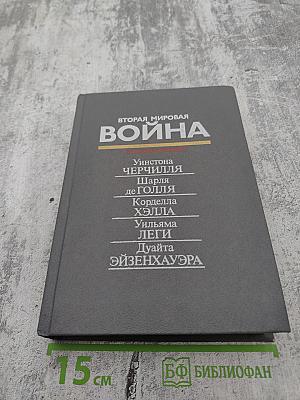 ВТОРАЯ МИРОВАЯ
ВОЙНА
Уинстона
ЧЕРЧИЛЛЯ
Шарля
де ГОЛЛЯ
Корделла
ХЭЛЛА
Уильяма
ЛЕГИ
Дуайта
ЭЙЗЕНХАУЭРА
15 см
БФ БИБЛИОФАН